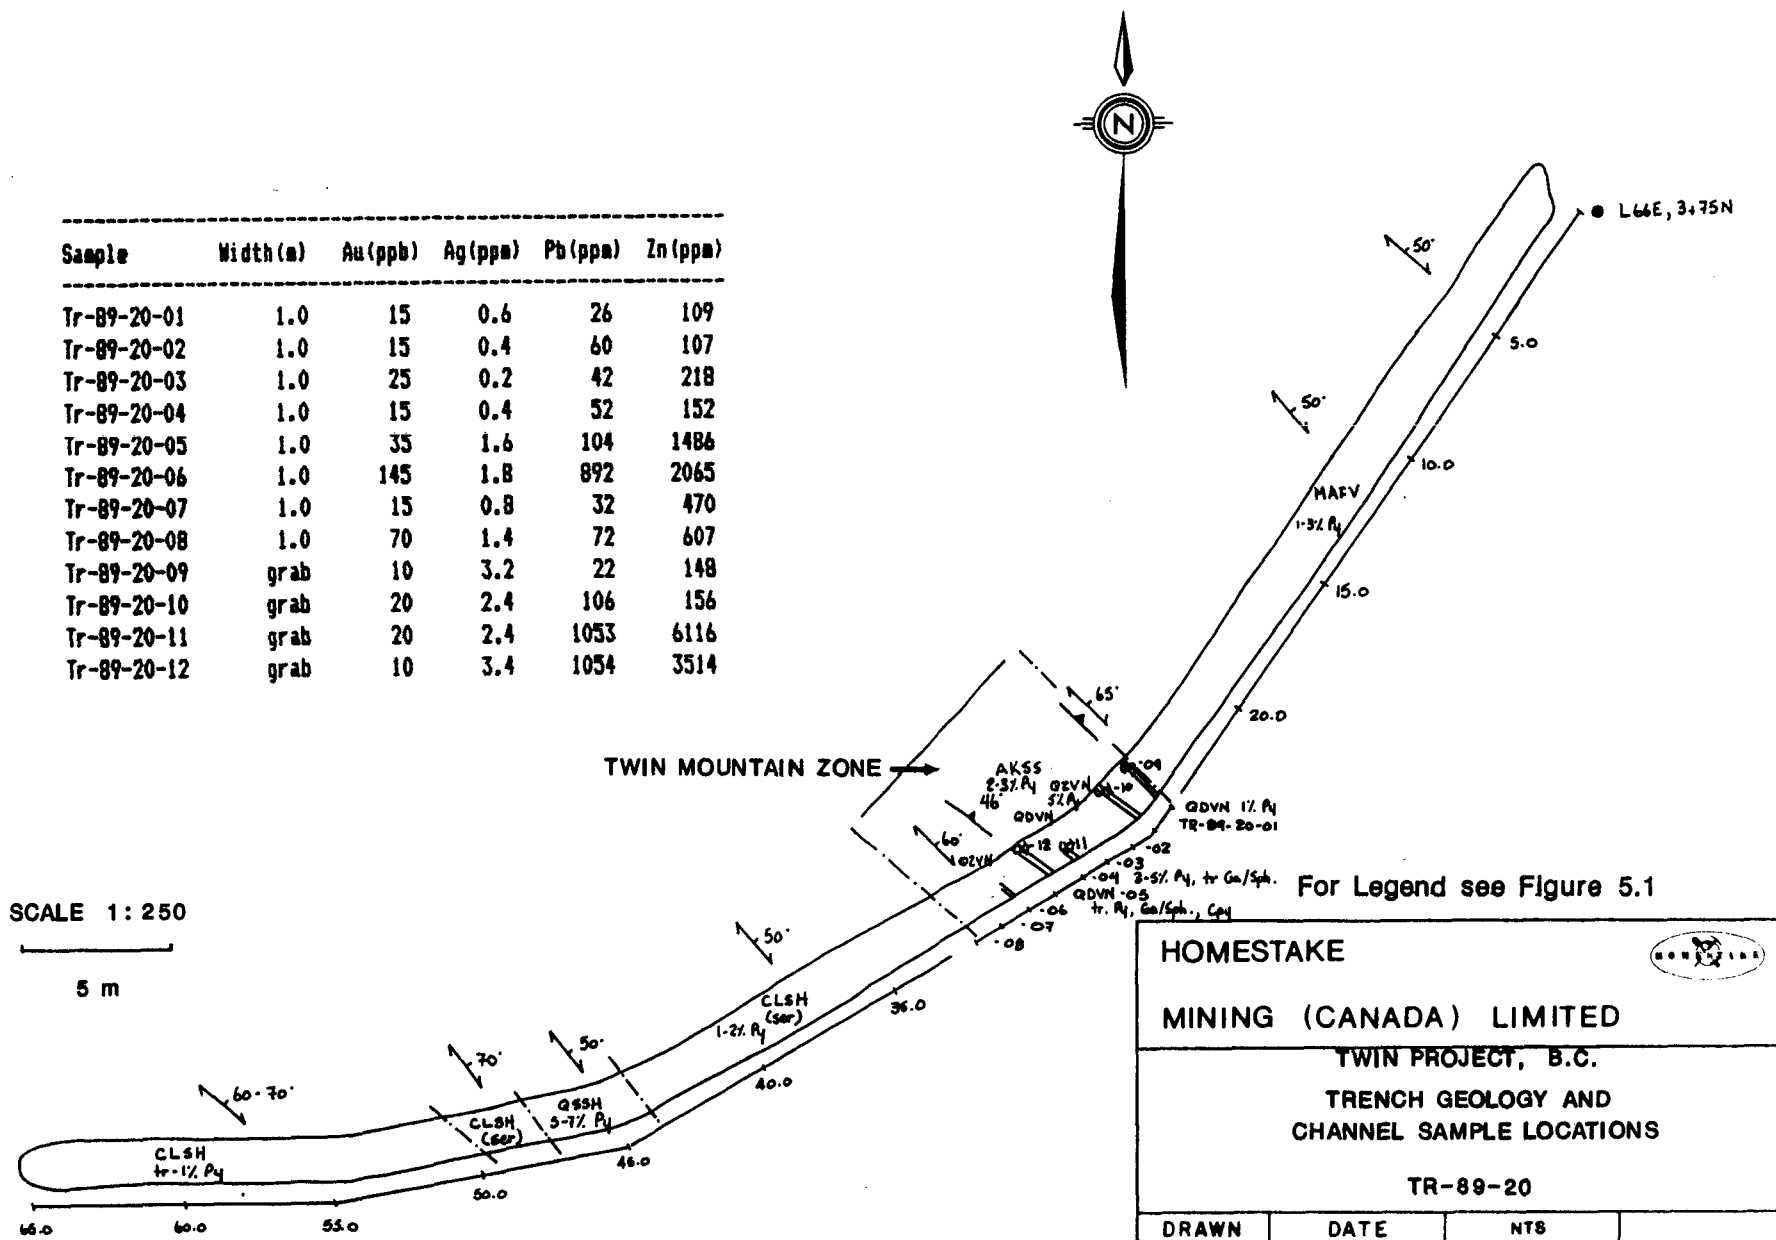 N
L66E, 3+75N
Sample Width(m) Au(ppb) Ag(ppm) Pb(ppm) Zn(ppm)
Tr-89-20-01 1.0 15 0.6 26 109
Tr-89-20-02 1.0 15 0.4 60 107
Tr-89-20-03 1.0 25 0.2 42 218
Tr-89-20-04 1.0 15 0.4 52 152
Tr-89-20-05 1.0 35 1.6 104 1486
Tr-89-20-06 1.0 145 1.8 892 2065
Tr-89-20-07 1.0 15 0.8 32 470
Tr-89-20-08 1.0 70 1.4 72 607
Tr-89-20-09 grab 10 3.2 22 148
Tr-89-20-10 grab 20 2.4 106 156
Tr-89-20-11 grab 20 2.4 1053 6116
Tr-89-20-12 grab 10 3.4 1054 3514
50°
5.0
50°
10.0
MAFV
1-3% Py
15.0
20.0
65°
TWIN MOUNTAIN ZONE
AKSS
2-3% Py
46°
QZVN
5% Py
QDVN
-09
-10
60°
QZVN
-12
-11
QDVN 1% Py
TR-89-20-01
-02
-03
-04 2-5% Py, tr Ga/Sph.
QDVN -05
tr. Py, Ga/Sph., Cpy
-06
-07
-08
For Legend see Figure 5.1
SCALE 1:250
5 m
50°
CLSH
(ser)
1-2% Py
35.0
40.0
50°
70°
QSSH
5-7% Py
CLSH
(ser)
60-70°
CLSH
tr-1% Py
46.0
50.0
55.0
60.0
65.0
HOMESTAKE
HOMESTAKE
MINING (CANADA) LIMITED
TWIN PROJECT, B.C.
TRENCH GEOLOGY AND
CHANNEL SAMPLE LOCATIONS
TR-89-20
DRAWN DATE NTS